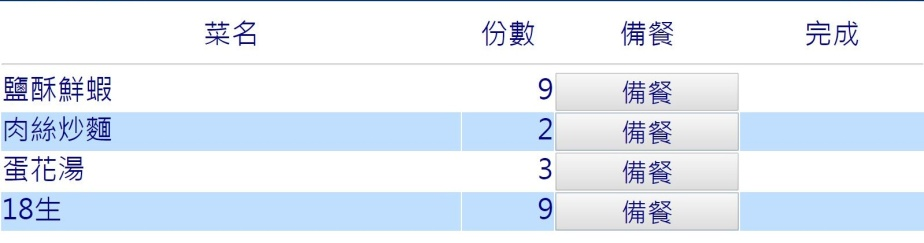 菜名 份數 備餐 完成
鹽酥鮮蝦 9 備餐
肉絲炒麵 2 備餐
蛋花湯 3 備餐
18生 9 備餐